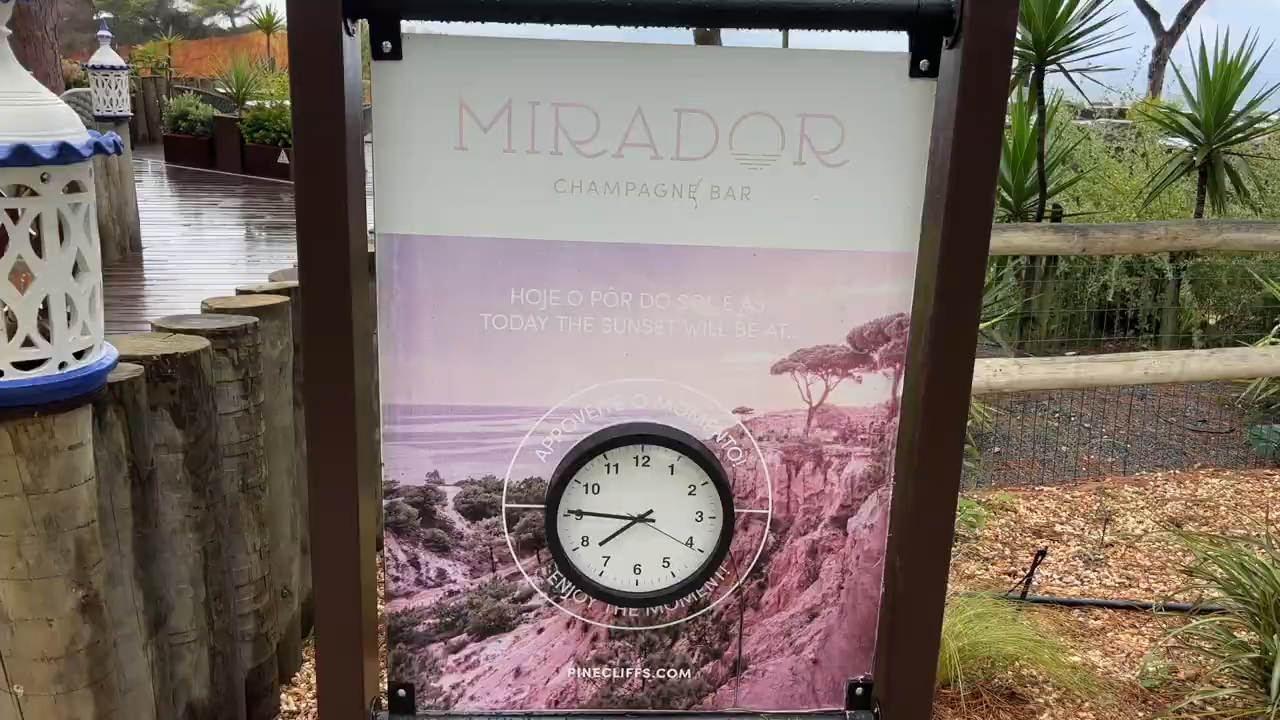 MIRADOR
CHAMPAGNE BAR
HOJE O PÔR DO SOL É ÀS...
TODAY THE SUNSET WILL BE AT...
APROVEITE O MOMENTO!
12
11
1
10
2
9
3
8
4
7
5
6
ENJOY THE MOMENT!
PINECLIFFS.COM